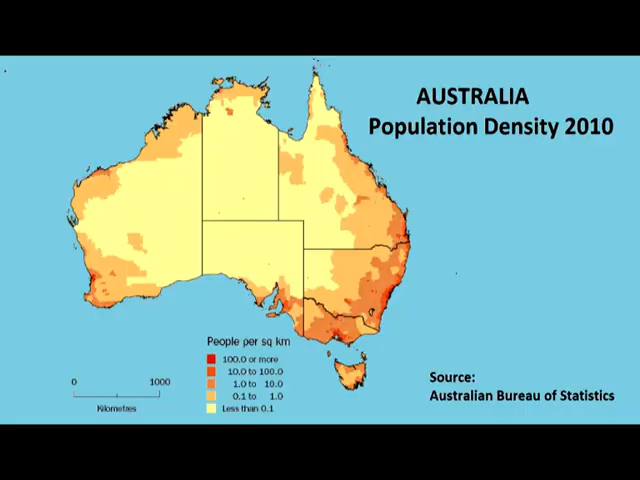 AUSTRALIA
Population Density 2010
People per sq km
100.0 or more
10.0 to 100.0
1.0 to 10.0
0.1 to 1.0
Less than 0.1
0 1000
Kilometres
Source:
Australian Bureau of Statistics